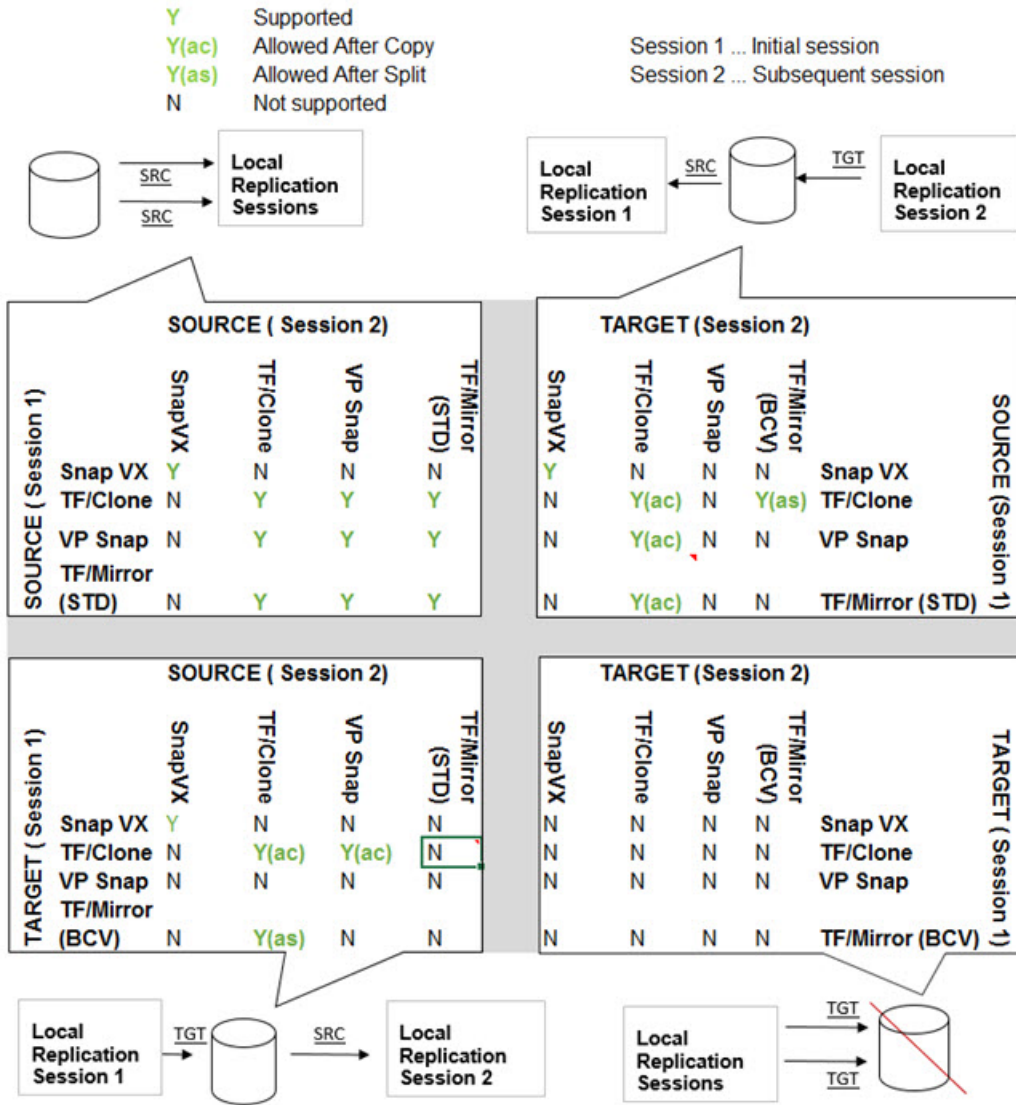 Y Supported
Y(ac) Allowed After Copy
Y(as) Allowed After Split
N Not supported
Session 1 ... Initial session
Session 2 ... Subsequent session
SRC
SRC
Local
Replication
Sessions
Local
Replication
Session 1
SRC
TGT
Local
Replication
Session 2
SOURCE ( Session 2)
SOURCE ( Session 1)
SnapVX TF/Clone VP Snap TF/Mirror (STD)
Snap VX Y N N N
TF/Clone N Y Y Y
VP Snap N Y Y Y
TF/Mirror
(STD) N Y Y Y
TARGET (Session 2)
SnapVX TF/Clone VP Snap TF/Mirror (BCV)
Y N N N Snap VX
N Y(ac) N Y(as) TF/Clone
N Y(ac) N N VP Snap
N Y(ac) N N TF/Mirror (STD)
SOURCE (Session 1)
SOURCE ( Session 2)
TARGET ( Session 1)
SnapVX TF/Clone VP Snap TF/Mirror (STD)
Snap VX Y N N N
TF/Clone N Y(ac) Y(ac) N
VP Snap N N N N
TF/Mirror
(BCV) N Y(as) N N
TARGET (Session 2)
SnapVX TF/Clone VP Snap TF/Mirror (BCV)
N N N N Snap VX
N N N N TF/Clone
N N N N VP Snap
N N N N TF/Mirror (BCV)
TARGET ( Session 1)
Local
Replication
Session 1
TGT
SRC
Local
Replication
Session 2
Local
Replication
Sessions
TGT
TGT